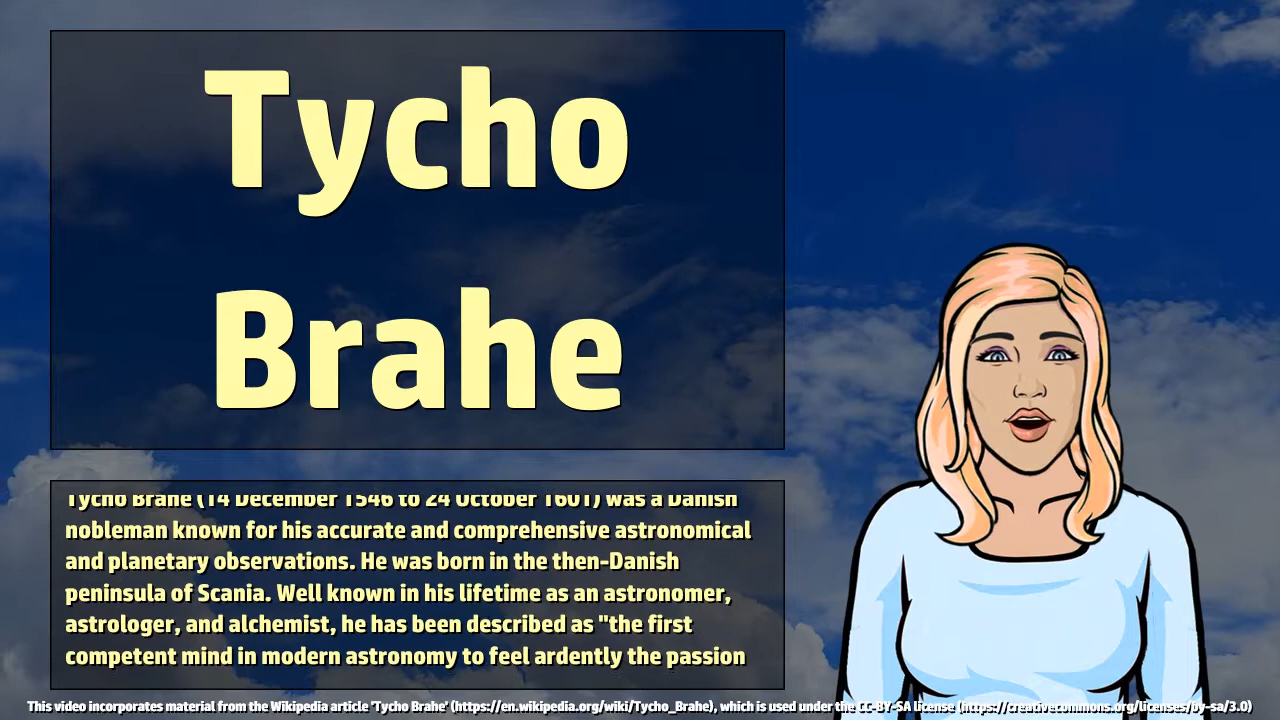 Tycho
Brahe
Tycho Brahe (14 December 1546 to 24 October 1601) was a Danish
nobleman known for his accurate and comprehensive astronomical
and planetary observations. He was born in the then-Danish
peninsula of Scania. Well known in his lifetime as an astronomer,
astrologer, and alchemist, he has been described as "the first
competent mind in modern astronomy to feel ardently the passion
This video incorporates material from the Wikipedia article 'Tycho Brahe' (https://en.wikipedia.org/wiki/Tycho_Brahe), which is used under the CC-BY-SA license (https://creativecommons.org/licenses/by-sa/3.0)